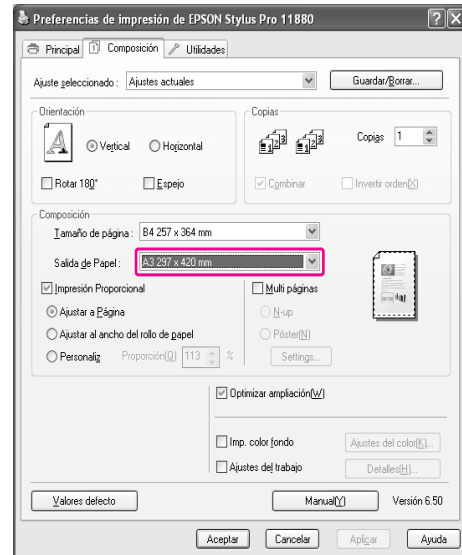 Preferencias de impresión de EPSON Stylus Pro 11880
Principal Composición Utilidades
Ajuste seleccionado : Ajustes actuales Guardar/Borrar...
Orientación Copias
A Vertical Horizontal Copias 1
Rotar 180° Espejo Combinar Invertir orden(X)
Composición
Tamaño de página : B4 257 x 364 mm
Salida de Papel : A3 297 x 420 mm
Impresión Proporcional Multi páginas
Ajustar a Página N-up
Ajustar al ancho del rollo de papel Póster(N)
Personaliz Proporción(Q) 113 % Settings...
Optimizar ampliación(W)
Imp. color fondo Ajustes del color(K)...
Ajustes del trabajo Detalles(H)...
Valores defecto Manual(Y) Versión 6.50
Aceptar Cancelar Aplicar Ayuda